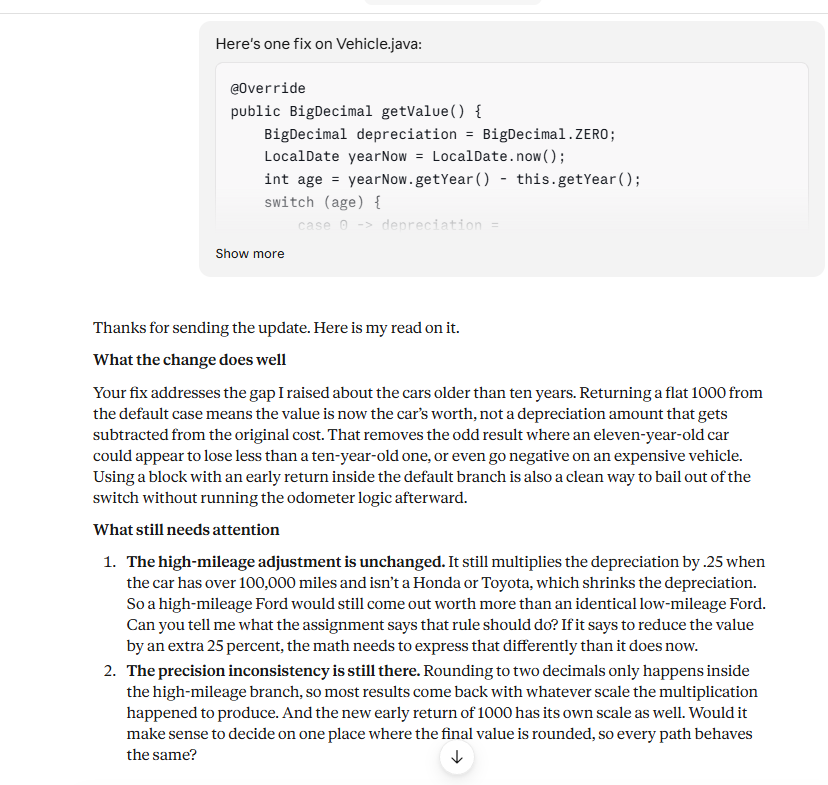 Here's one fix on Vehicle.java:
@Override
public BigDecimal getValue() {
    BigDecimal depreciation = BigDecimal.ZERO;
    LocalDate yearNow = LocalDate.now();
    int age = yearNow.getYear() - this.getYear();
    switch (age) {
        case 0 -> depreciation =
Show more
Thanks for sending the update. Here is my read on it.
What the change does well
Your fix addresses the gap I raised about the cars older than ten years. Returning a flat 1000 from
the default case means the value is now the car’s worth, not a depreciation amount that gets
subtracted from the original cost. That removes the odd result where an eleven-year-old car
could appear to lose less than a ten-year-old one, or even go negative on an expensive vehicle.
Using a block with an early return inside the default branch is also a clean way to bail out of the
switch without running the odometer logic afterward.
What still needs attention
1. The high-mileage adjustment is unchanged. It still multiplies the depreciation by .25 when
the car has over 100,000 miles and isn’t a Honda or Toyota, which shrinks the depreciation.
So a high-mileage Ford would still come out worth more than an identical low-mileage Ford.
Can you tell me what the assignment says that rule should do? If it says to reduce the value
by an extra 25 percent, the math needs to express that differently than it does now.
2. The precision inconsistency is still there. Rounding to two decimals only happens inside
the high-mileage branch, so most results come back with whatever scale the multiplication
happened to produce. And the new early return of 1000 has its own scale as well. Would it
make sense to decide on one place where the final value is rounded, so every path behaves
the same?